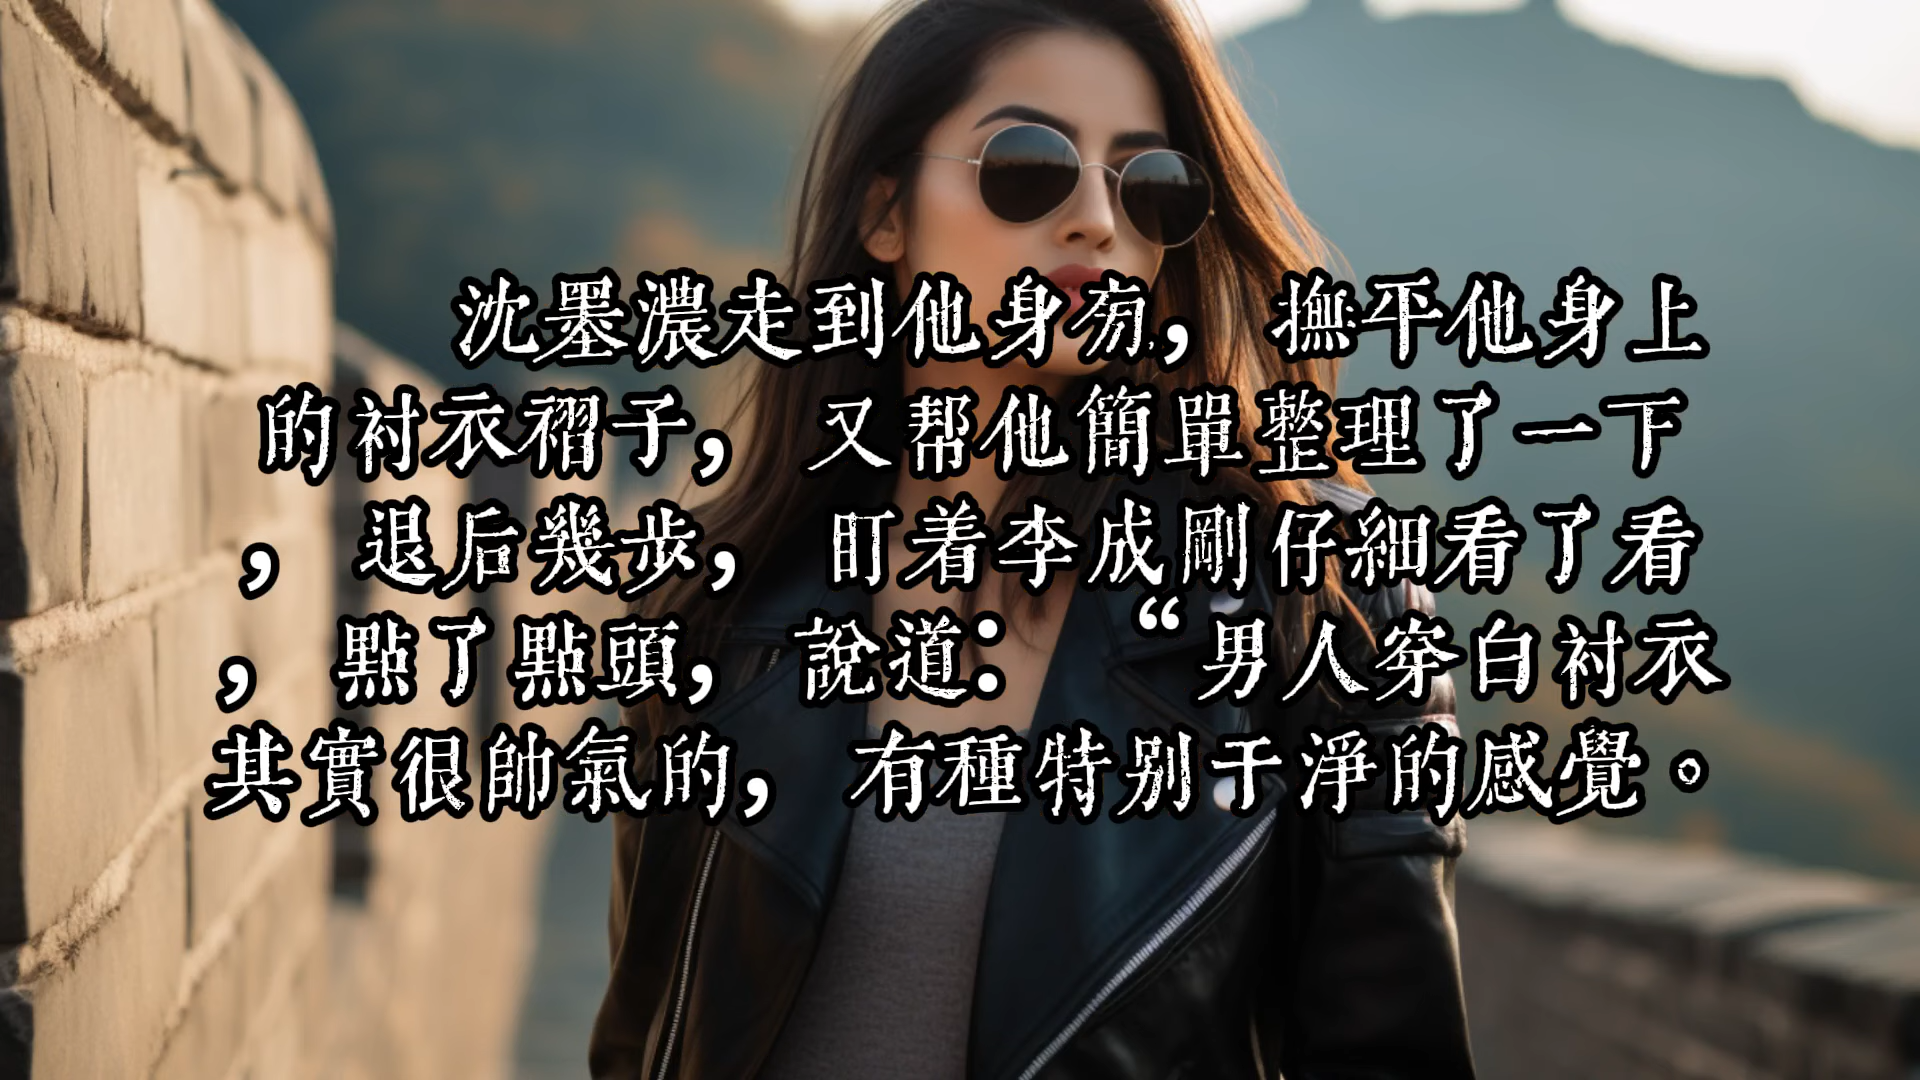 沈墨濃走到他身旁，撫平他身上
的衬衣褶子，又帮他簡單整理了一下
，退后幾步，盯着李成剛仔細看了看
，點了點頭，說道：“男人穿白衬衣
其實很帥氣的，有種特别干淨的感覺。